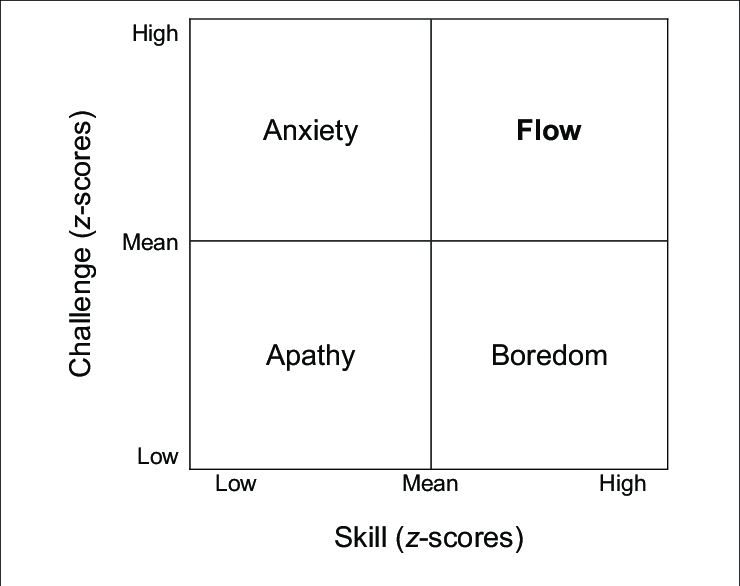 High
Anxiety
Flow
Challenge (z-scores)
Mean
Apathy
Boredom
Low
Low
Mean
High
Skill (z-scores)